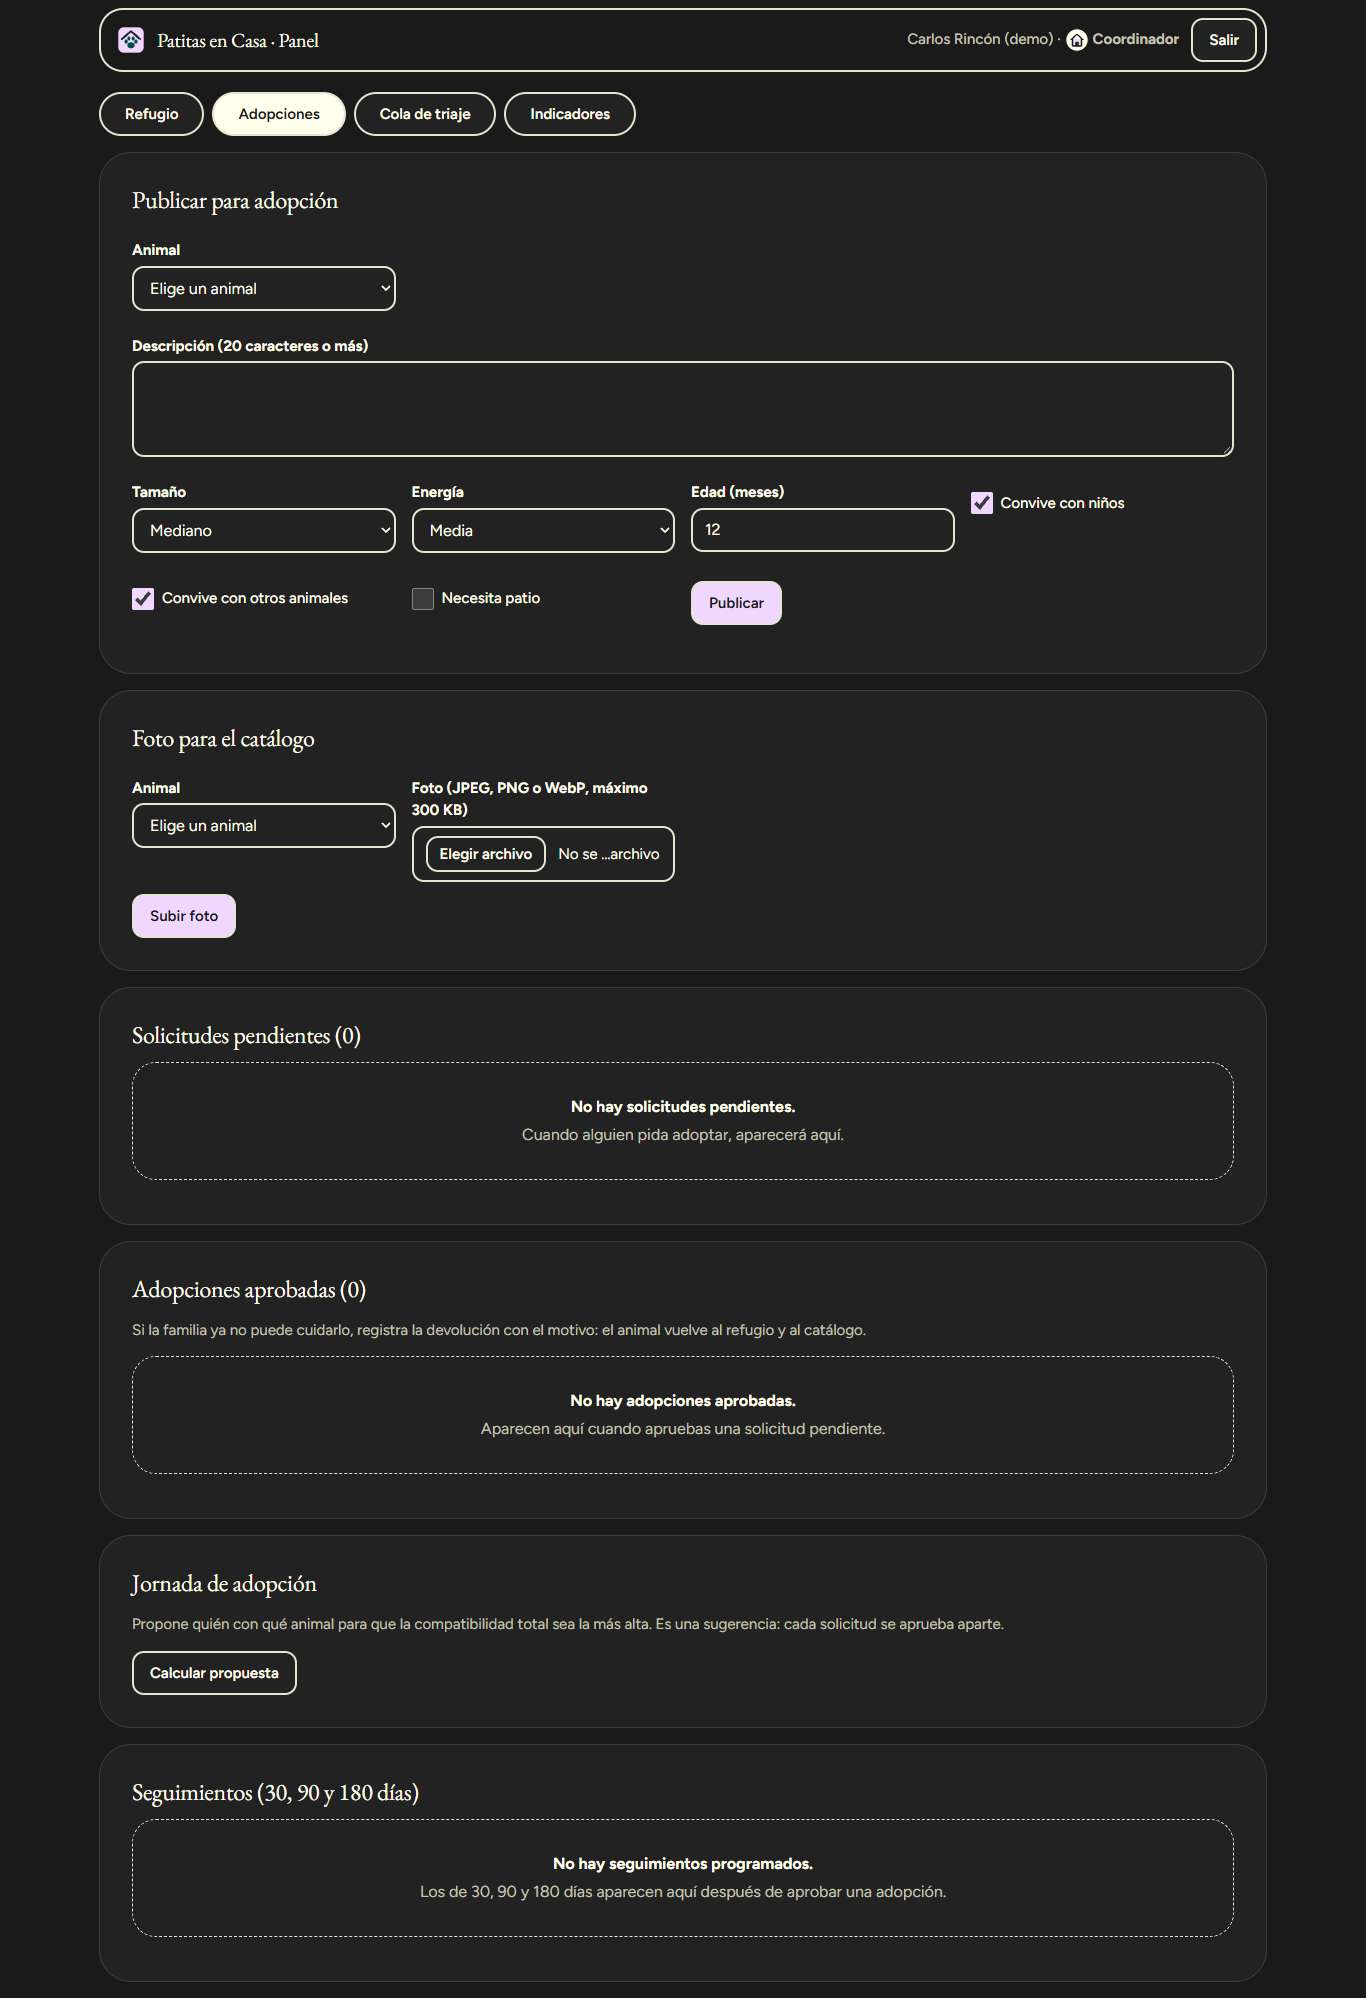 Patitas en Casa · Panel
Carlos Rincón (demo) · Coordinador
Salir
Refugio
Adopciones
Cola de triaje
Indicadores
Publicar para adopción
Animal
Elige un animal
Descripción (20 caracteres o más)
Tamaño
Energía
Edad (meses)
Convive con niños
Mediano
Media
12
Convive con otros animales
Necesita patio
Publicar
Foto para el catálogo
Animal
Elige un animal
Foto (JPEG, PNG o WebP, máximo
300 KB)
Elegir archivo
No se ...archivo
Subir foto
Solicitudes pendientes (0)
No hay solicitudes pendientes.
Cuando alguien pida adoptar, aparecerá aquí.
Adopciones aprobadas (0)
Si la familia ya no puede cuidarlo, registra la devolución con el motivo: el animal vuelve al refugio y al catálogo.
No hay adopciones aprobadas.
Aparecen aquí cuando apruebas una solicitud pendiente.
Jornada de adopción
Propone quién con qué animal para que la compatibilidad total sea la más alta. Es una sugerencia: cada solicitud se aprueba aparte.
Calcular propuesta
Seguimientos (30, 90 y 180 días)
No hay seguimientos programados.
Los de 30, 90 y 180 días aparecen aquí después de aprobar una adopción.